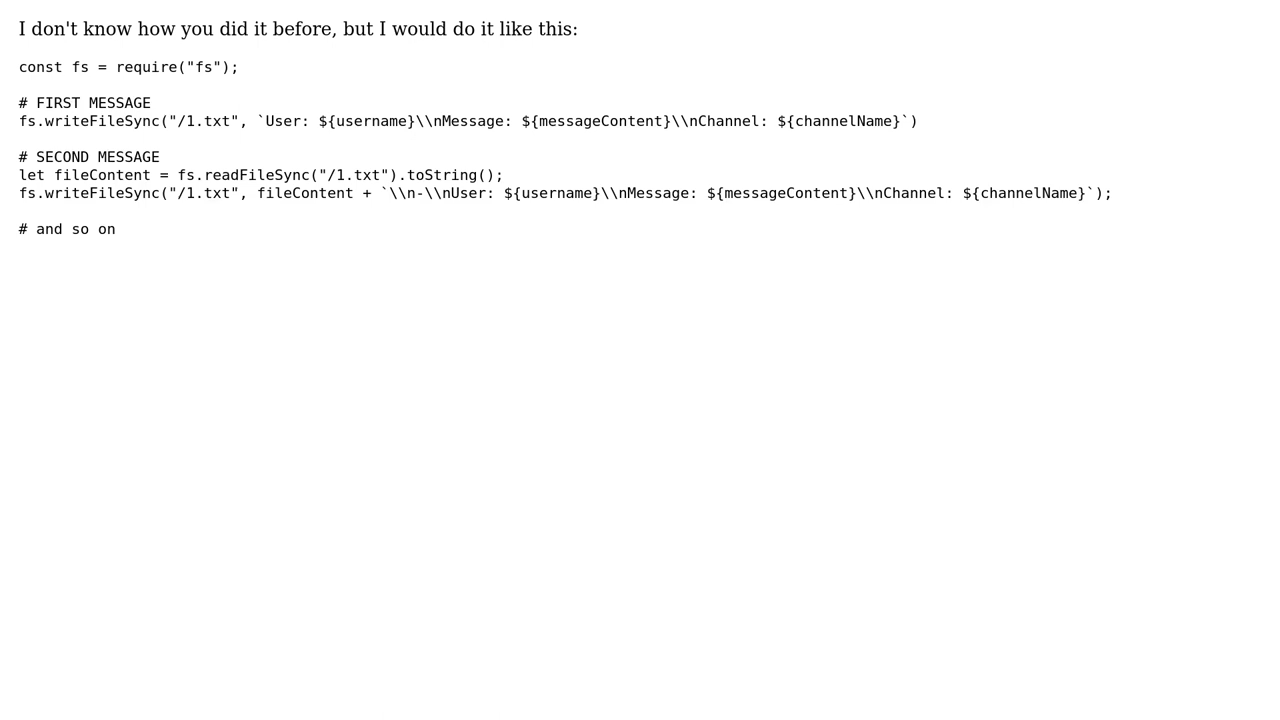 I don't know how you did it before, but I would do it like this:
const fs = require("fs");
# FIRST MESSAGE
fs.writeFileSync("/1.txt", `User: ${username}\\nMessage: ${messageContent}\\nChannel: ${channelName}`)
# SECOND MESSAGE
let fileContent = fs.readFileSync("/1.txt").toString();
fs.writeFileSync("/1.txt", fileContent + `\\n-\\nUser: ${username}\\nMessage: ${messageContent}\\nChannel: ${channelName}`);
# and so on